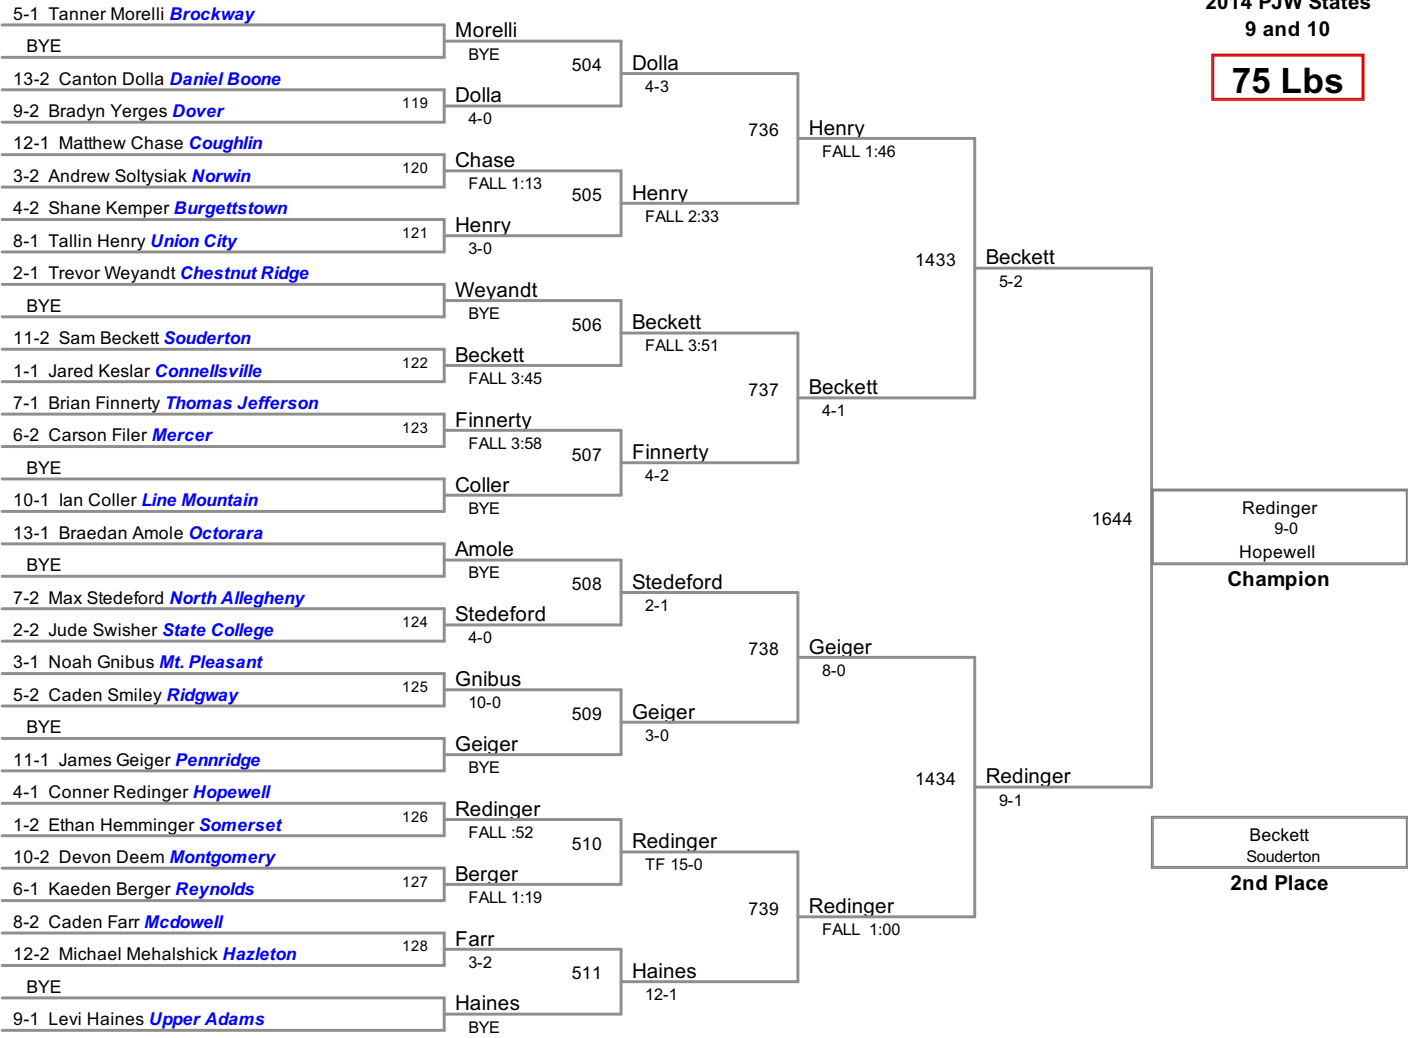 2014 PJW States
9 and 10
75 Lbs
5-1 Tanner Morelli Brockway
BYE
13-2 Canton Dolla Daniel Boone
9-2 Bradyn Yerges Dover
12-1 Matthew Chase Coughlin
3-2 Andrew Soltysiak Norwin
4-2 Shane Kemper Burgettstown
8-1 Tallin Henry Union City
2-1 Trevor Weyandt Chestnut Ridge
BYE
11-2 Sam Beckett Souderton
1-1 Jared Keslar Connellsville
7-1 Brian Finnerty Thomas Jefferson
6-2 Carson Filer Mercer
BYE
10-1 Ian Coller Line Mountain
13-1 Braedan Amole Octorara
BYE
7-2 Max Stedeford North Allegheny
2-2 Jude Swisher State College
3-1 Noah Gnibus Mt. Pleasant
5-2 Caden Smiley Ridgway
BYE
11-1 James Geiger Pennridge
4-1 Conner Redinger Hopewell
1-2 Ethan Hemminger Somerset
10-2 Devon Deem Montgomery
6-1 Kaeden Berger Reynolds
8-2 Caden Farr Mcdowell
12-2 Michael Mehalshick Hazleton
BYE
9-1 Levi Haines Upper Adams
119
120
121
122
123
124
125
126
127
128
Morelli
BYE
Dolla
4-0
Chase
FALL 1:13
Henry
3-0
Weyandt
BYE
Beckett
FALL 3:45
Finnerty
FALL 3:58
Coller
BYE
Amole
BYE
Stedeford
4-0
Gnibus
10-0
Geiger
BYE
Redinger
FALL :52
Berger
FALL 1:19
Farr
3-2
Haines
BYE
504
505
506
507
508
509
510
511
Dolla
4-3
Henry
FALL 2:33
Beckett
FALL 3:51
Finnerty
4-2
Stedeford
2-1
Geiger
3-0
Redinger
TF 15-0
Haines
12-1
736
737
738
739
Henry
FALL 1:46
Beckett
4-1
Geiger
8-0
Redinger
FALL 1:00
1433
1434
Beckett
5-2
Redinger
9-1
1644
Redinger
9-0
Hopewell
Champion
Beckett
Souderton
2nd Place